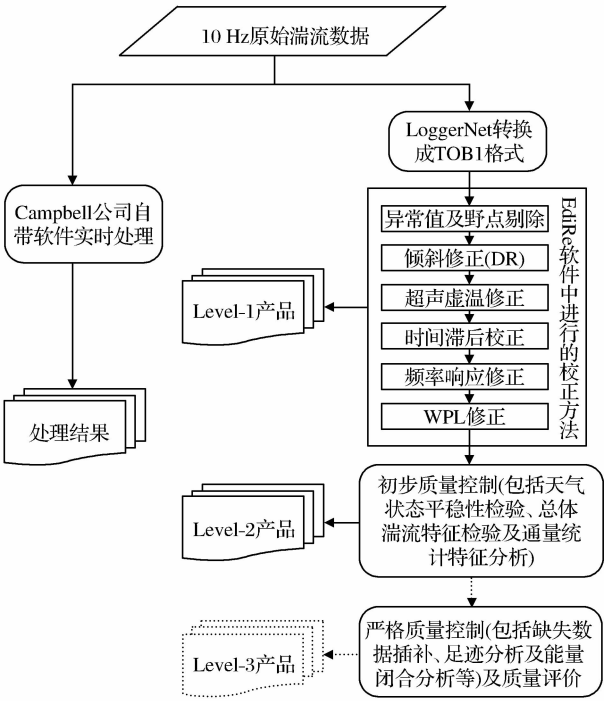 10 Hz原始湍流数据
LoggerNet转换
成TOB1格式
Campbell公司自
带软件实时处理
处理结果
EdiRe软件中进行的校正方法
异常值及野点剔除
倾斜修正(DR)
超声虚温修正
时间滞后校正
频率响应修正
WPL修正
Level-1产品
初步质量控制(包括天气
状态平稳性检验、总体
湍流特征检验及通量统
计特征分析)
Level-2产品
严格质量控制(包括缺失数
据插补、足迹分析及能量
闭合分析等)及质量评价
Level-3产品